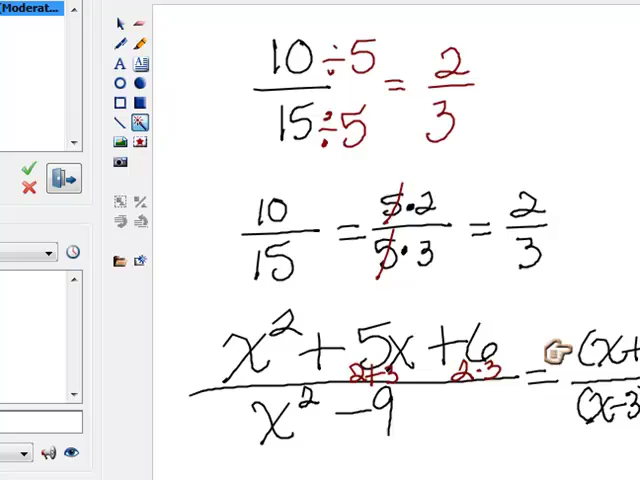 (Moderat
A A
10 ÷5 / 15 ÷5 = 2/3
10/15 = 5·2 / 5·3 = 2/3
x² + 5x + 6 / x² - 9 = (x+ / (x-3
2+3 2·3